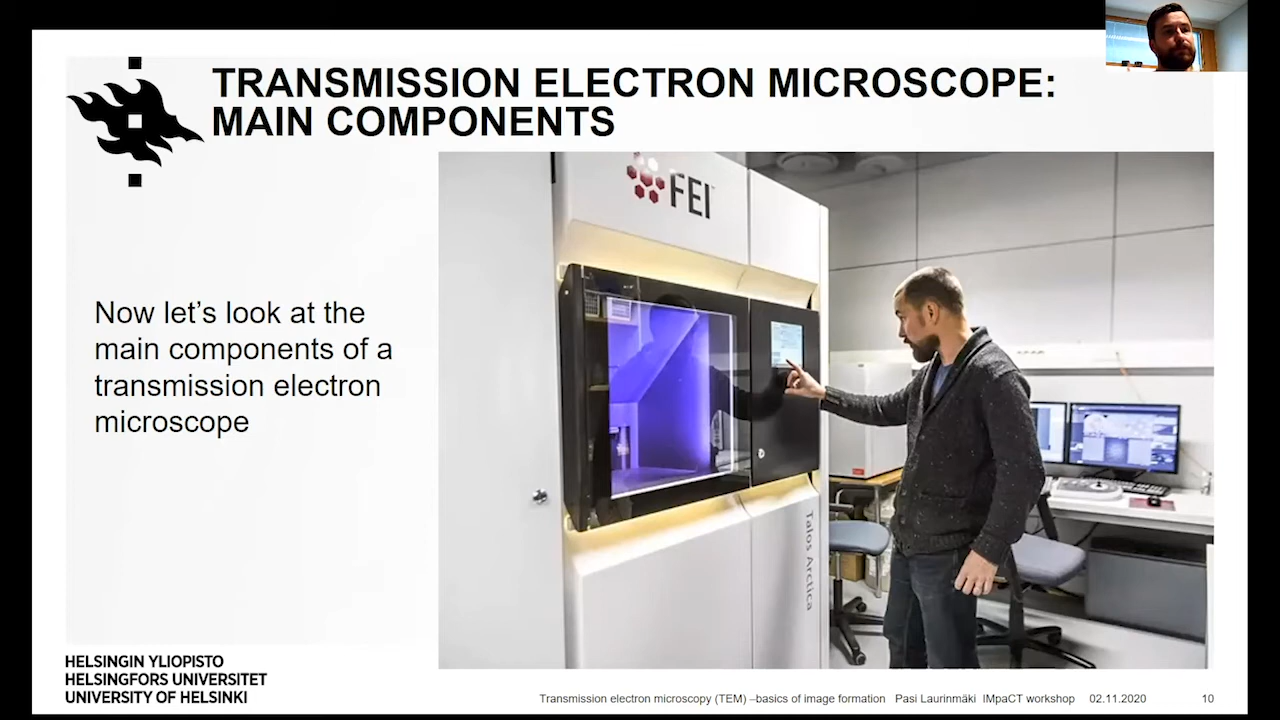 TRANSMISSION ELECTRON MICROSCOPE:
MAIN COMPONENTS
FEI
Now let’s look at the
main components of a
transmission electron
microscope
Talos Arctica
HELSINGIN YLIOPISTO
HELSINGFORS UNIVERSITET
UNIVERSITY OF HELSINKI
Transmission electron microscopy (TEM) –basics of image formation Pasi Laurinmäki IMpaCT workshop 02.11.2020 10